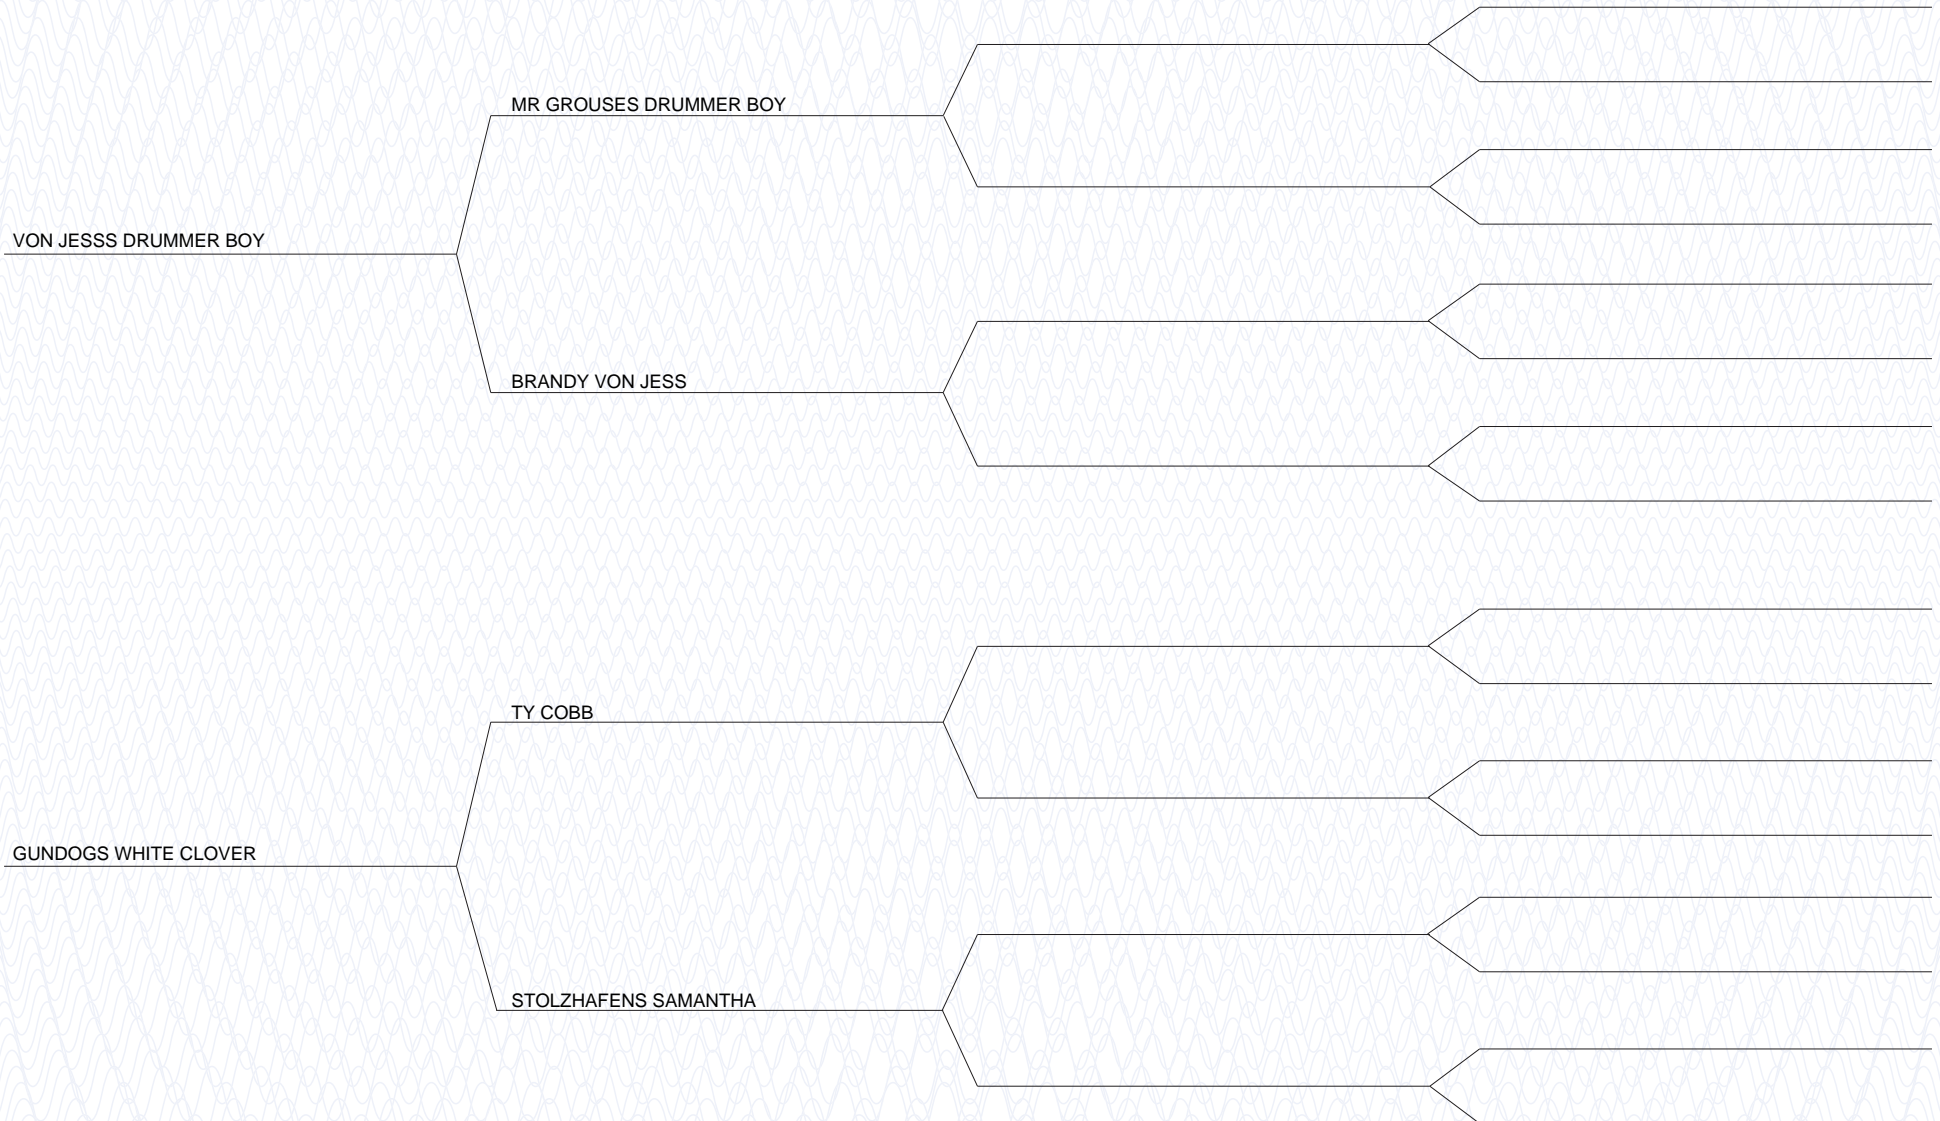 MR GROUSES DRUMMER BOY
VON JESSS DRUMMER BOY
BRANDY VON JESS
TY COBB
GUNDOGS WHITE CLOVER
STOLZHAFENS SAMANTHA